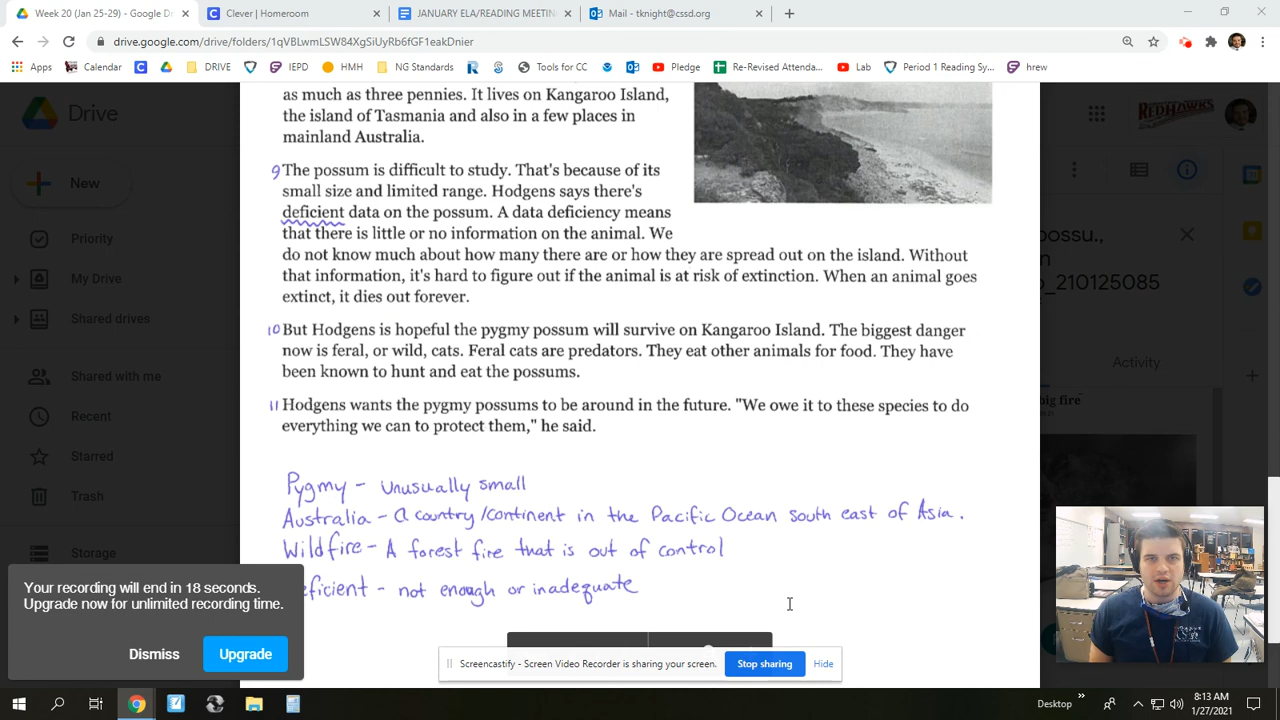 Week 20 (Jan 25-29) - Google Dr
Clever | Homeroom
JANUARY ELA/READING MEETIN
Mail - tknight@cssd.org
drive.google.com/drive/folders/1qVBLwmLSW84XgSiUyRb6fGF1eakDnier
Apps
Calendar
DRIVE
IEPD
HMH
NG Standards
Tools for CC
Pledge
Re-Revised Attenda...
Lab
Period 1 Reading Sy...
hrew
Drive
REDHAWKS
New
Priority
My Drive
Shared drives
Shared with me
Recent
Starred
Trash
Storage
as much as three pennies. It lives on Kangaroo Island,
the island of Tasmania and also in a few places in
mainland Australia.
9 The possum is difficult to study. That's because of its
small size and limited range. Hodgens says there's
deficient data on the possum. A data deficiency means
that there is little or no information on the animal. We
do not know much about how many there are or how they are spread out on the island. Without
that information, it's hard to figure out if the animal is at risk of extinction. When an animal goes
extinct, it dies out forever.
10 But Hodgens is hopeful the pygmy possum will survive on Kangaroo Island. The biggest danger
now is feral, or wild, cats. Feral cats are predators. They eat other animals for food. They have
been known to hunt and eat the possums.
11 Hodgens wants the pygmy possums to be around in the future. "We owe it to these species to do
everything we can to protect them," he said.
Pygmy - unusually small
Australia - A country/continent in the Pacific Ocean south east of Asia.
Wildfire - A forest fire that is out of control
eficient - not enough or inadequate
possu.,
n
o_210125085
Activity
big fire
Your recording will end in 18 seconds.
Upgrade now for unlimited recording time.
Dismiss
Upgrade
Screencastify - Screen Video Recorder is sharing your screen.
Stop sharing
Hide
Desktop
8:13 AM
1/27/2021